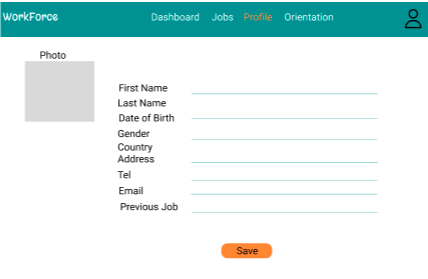 WorkForce
Dashboard Jobs Profile Orientation
Photo
First Name
Last Name
Date of Birth
Gender
Country
Address
Tel
Email
Previous Job
Save